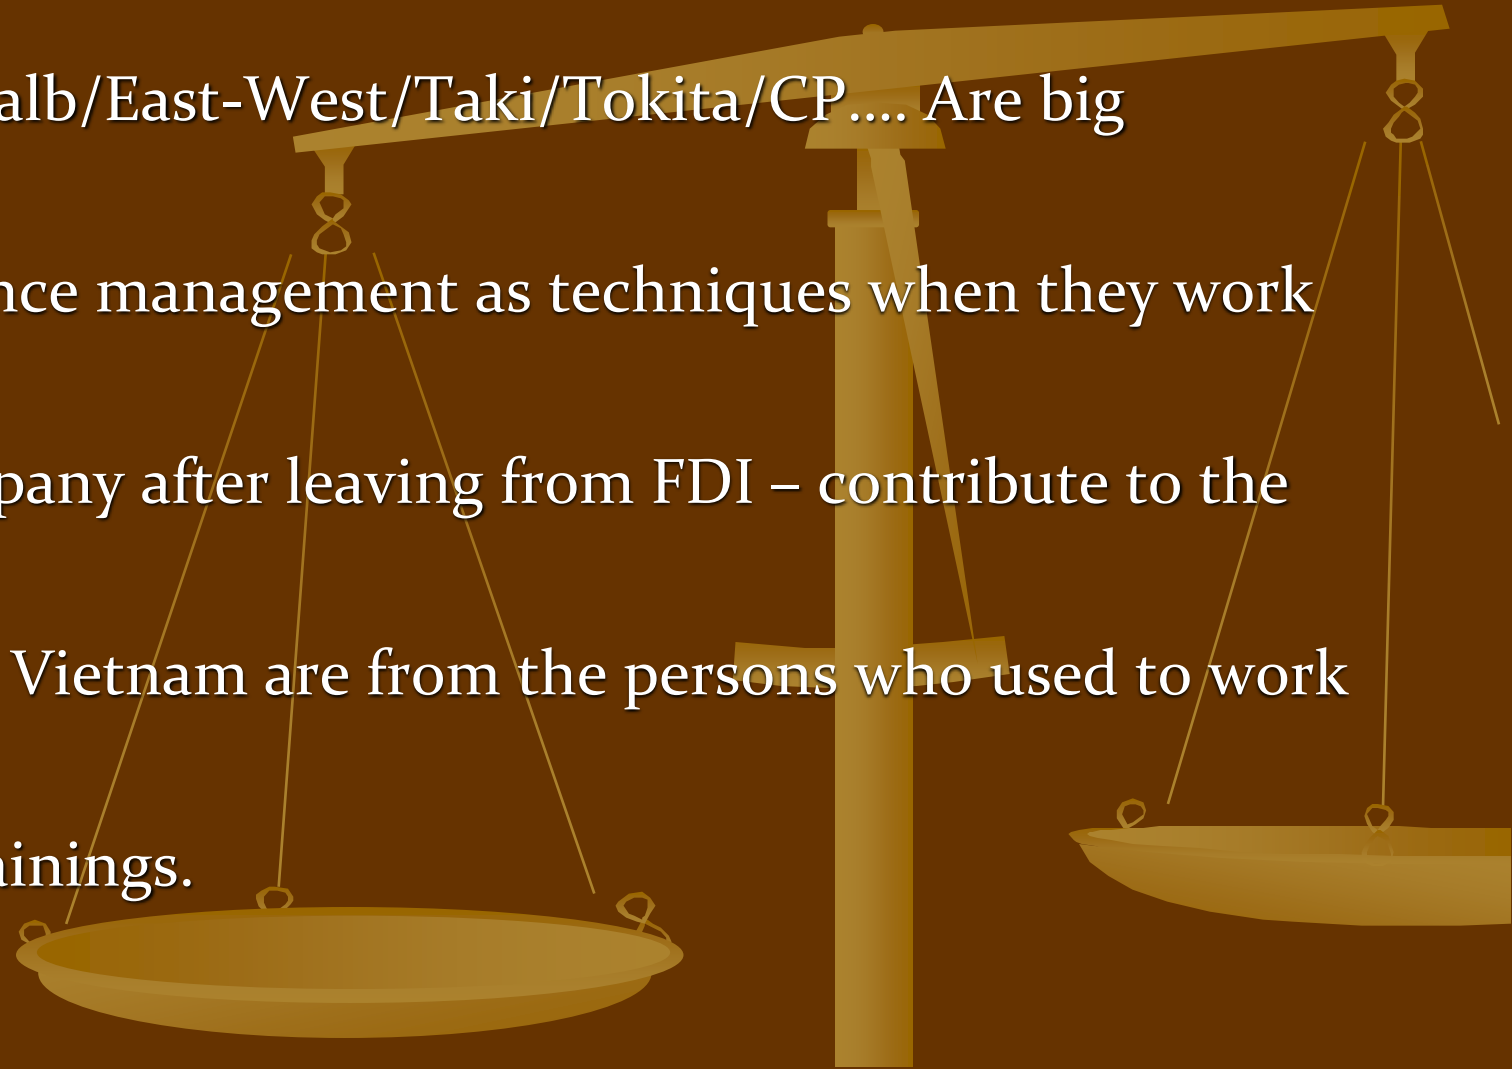 alb/East-West/Taki/Tokita/CP.... Are big
nce management as techniques when they work
pany after leaving from FDI – contribute to the
Vietnam are from the persons who used to work
ainings.